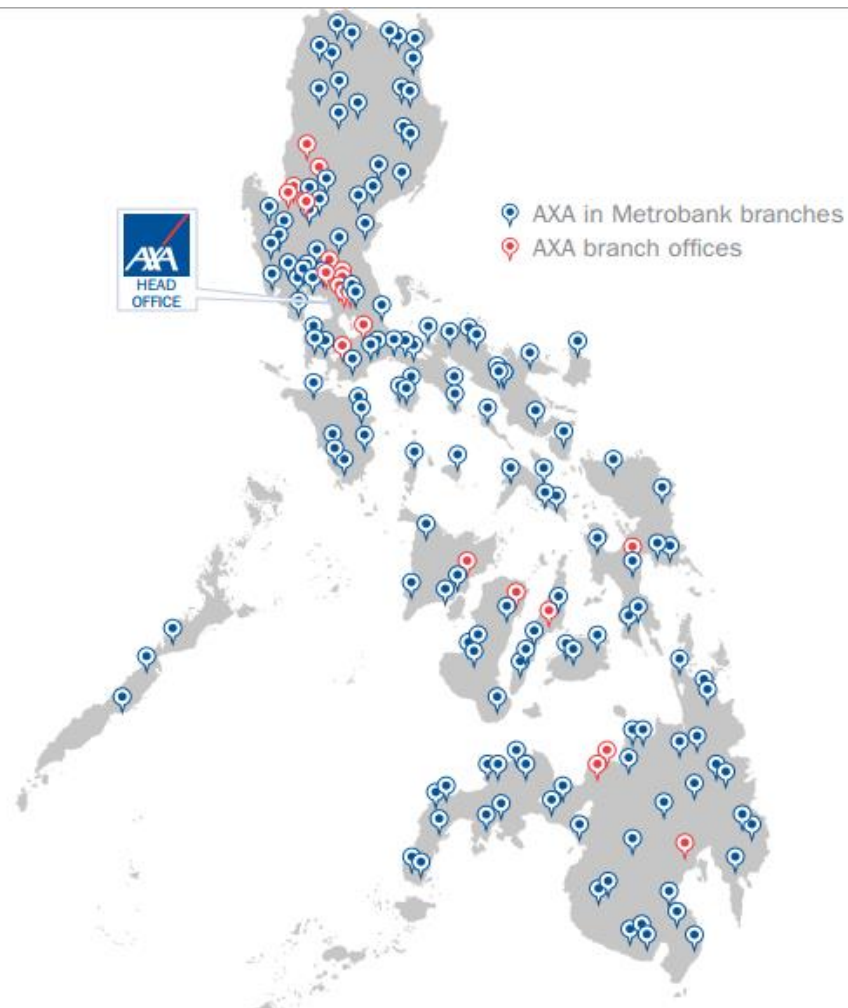 AXA in Metrobank branches
AXA branch offices
AXA
HEAD
OFFICE